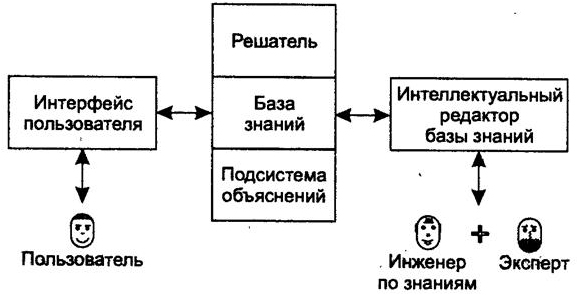 Решатель
Интерфейс
пользователя
База
знаний
Интеллектуальный
редактор
базы знаний
Подсистема
объяснений
Пользователь
Инженер
по знаниям
+
Эксперт